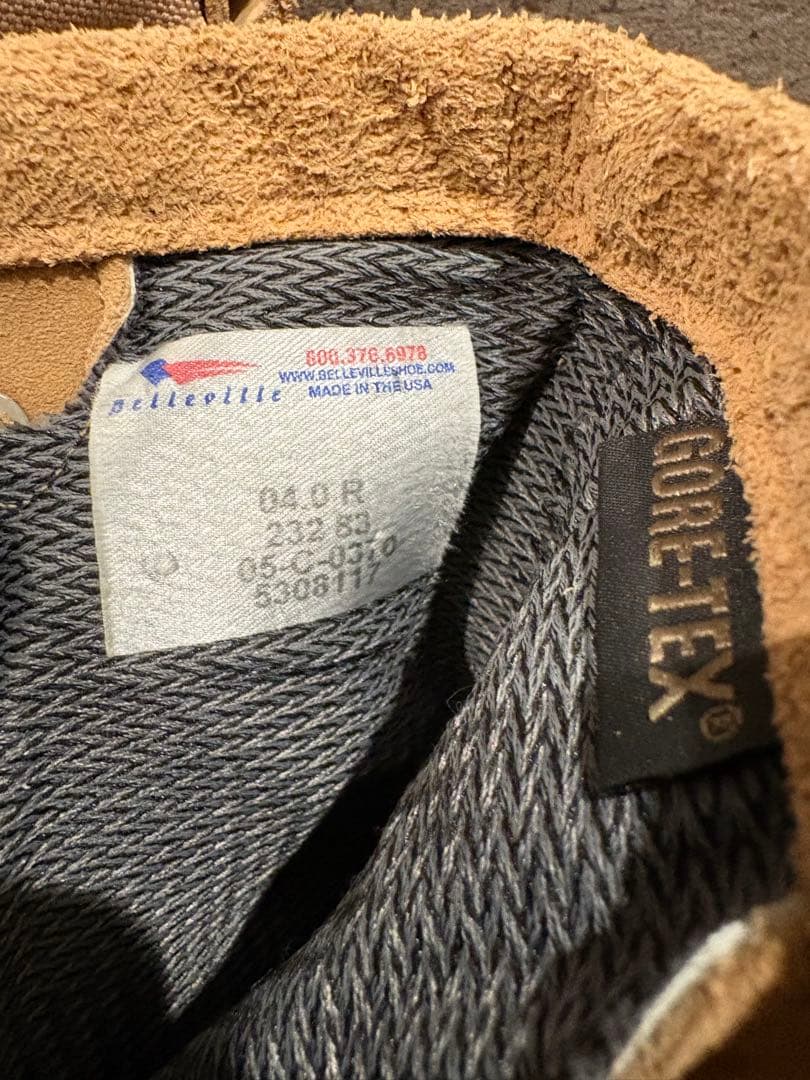 Belleville
800.376.6978
WWW.BELLEVILLESHOE.COM
MADE IN THE USA
04.0 R
232 83
05-C-0370
5308117
GORE-TEX®